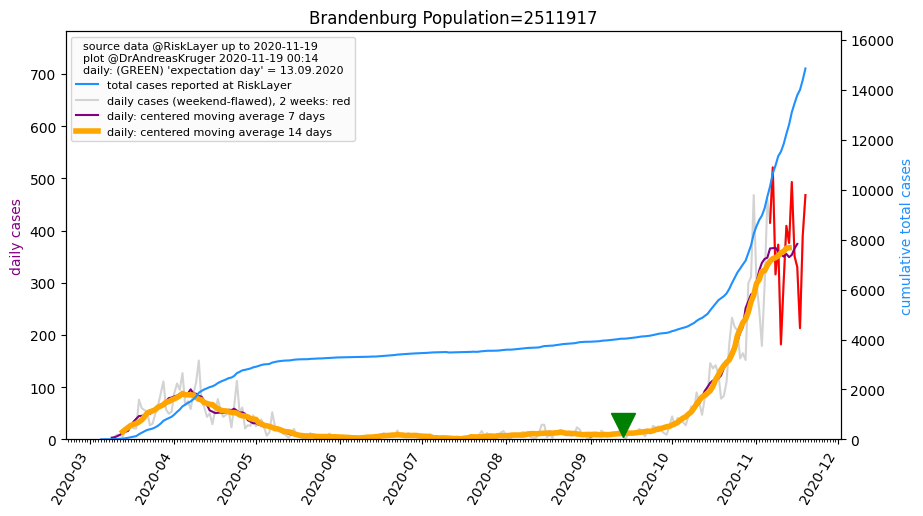 Brandenburg Population=2511917
source data @RiskLayer up to 2020-11-19
plot @DrAndreasKruger 2020-11-19 00:14
daily: (GREEN) 'expectation day' = 13.09.2020
total cases reported at RiskLayer
daily cases (weekend-flawed), 2 weeks: red
daily: centered moving average 7 days
daily: centered moving average 14 days
daily cases
700
600
500
400
300
200
100
0
cumulative total cases
16000
14000
12000
10000
8000
6000
4000
2000
0
2020-03
2020-04
2020-05
2020-06
2020-07
2020-08
2020-09
2020-10
2020-11
2020-12